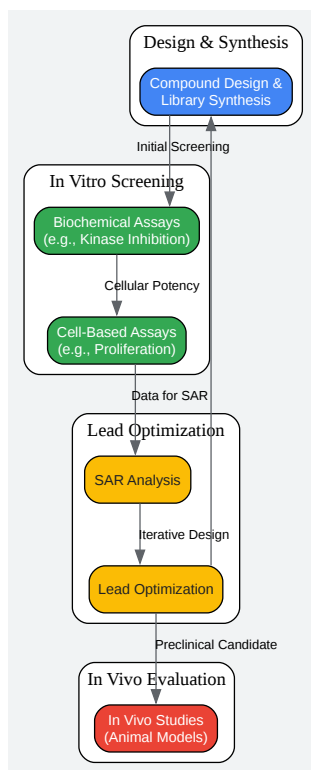 Design & Synthesis
Compound Design &
Library Synthesis
Initial Screening
In Vitro Screening
Biochemical Assays
(e.g., Kinase Inhibition)
Cellular Potency
Cell-Based Assays
(e.g., Proliferation)
Data for SAR
Lead Optimization
SAR Analysis
Iterative Design
Lead Optimization
Preclinical Candidate
In Vivo Evaluation
In Vivo Studies
(Animal Models)